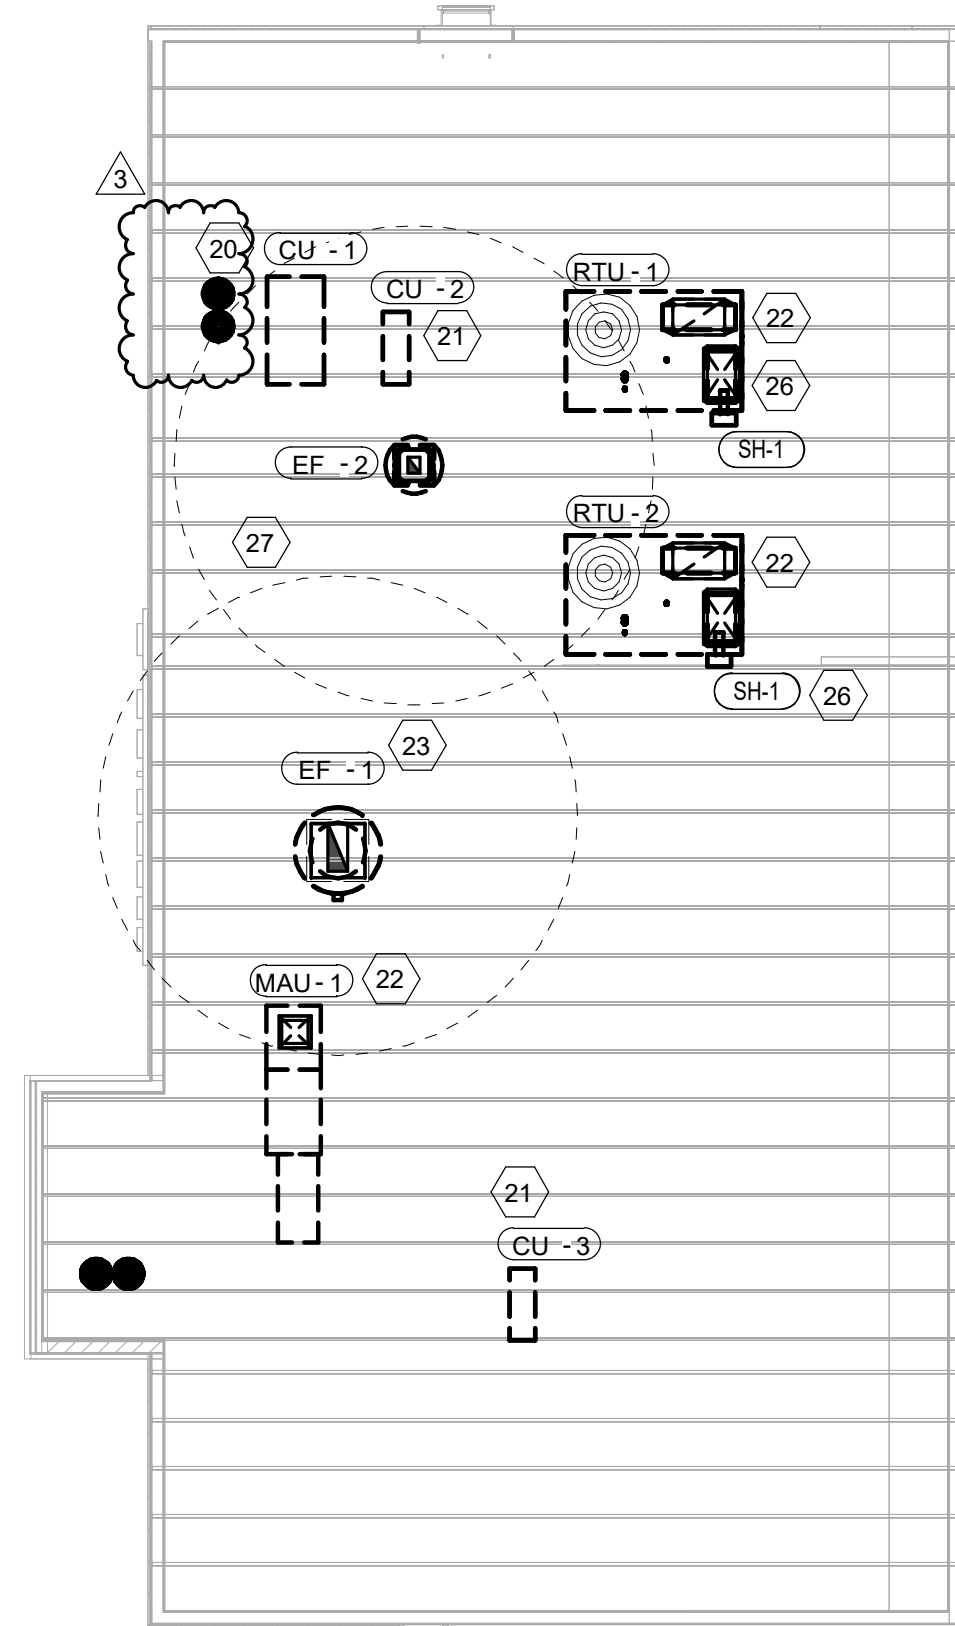 3
20
CU - 1
RTU - 1
CU - 2
22
21
26
SH-1
EF - 2
RTU - 2
27
22
SH-1
26
23
EF - 1
MAU - 1
22
21
CU - 3